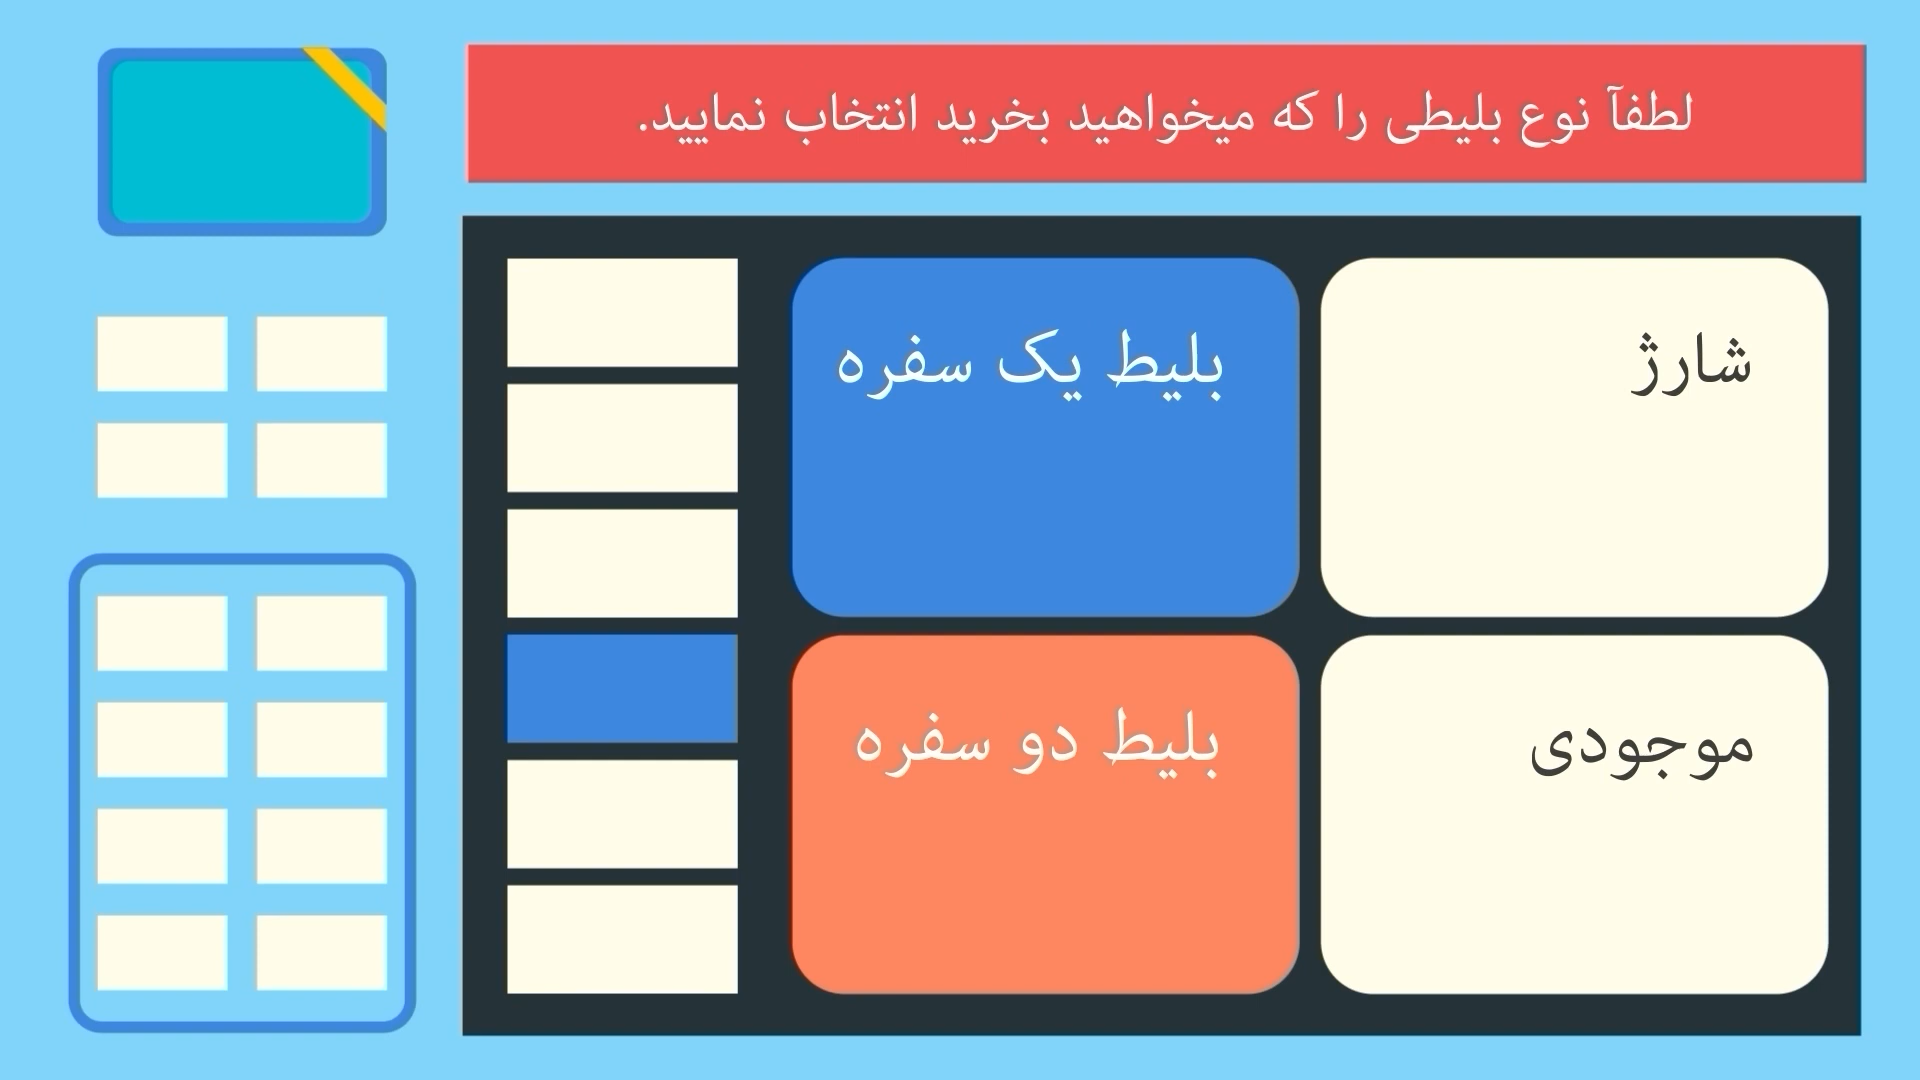 لطفآ نوع بلیطی را که میخواهید بخرید انتخاب نمایید.
شارژ
بلیط یک سفره
موجودی
بلیط دو سفره